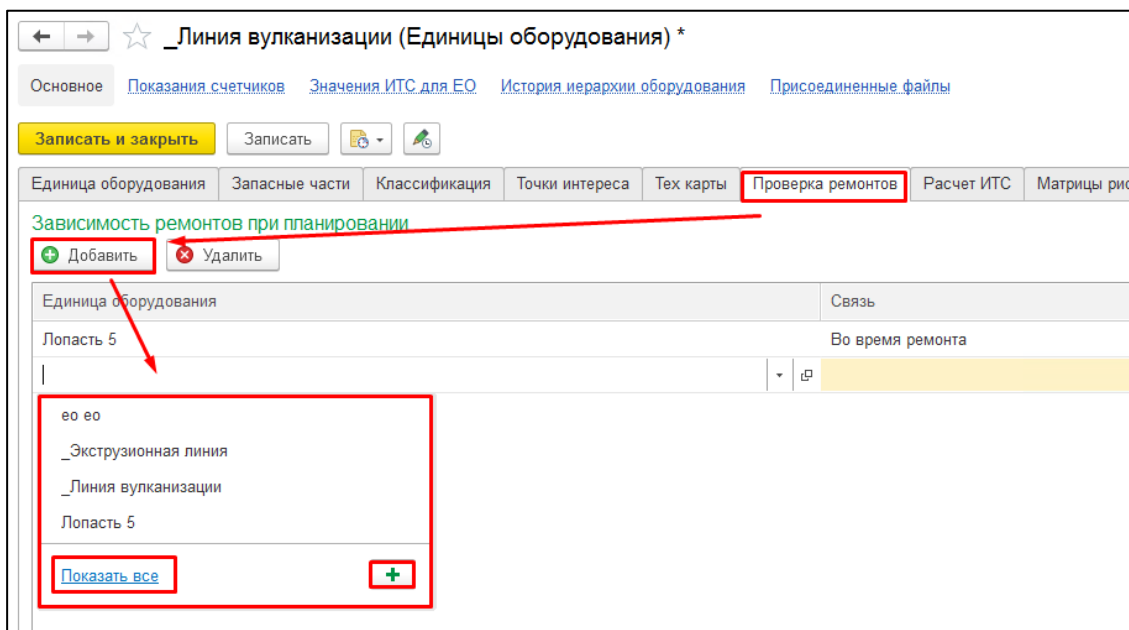 _Линия вулканизации (Единицы оборудования) *
Основное Показания счетчиков Значения ИТС для ЕО История иерархии оборудования Присоединенные файлы
Записать и закрыть Записать
Единица оборудования Запасные части Классификация Точки интереса Тех карты Проверка ремонтов Расчет ИТС Матрицы рис
Зависимость ремонтов при планировании
Добавить Удалить
Единица оборудования Связь
Лопасть 5 Во время ремонта
ео ео
_Экструзионная линия
_Линия вулканизации
Лопасть 5
Показать все